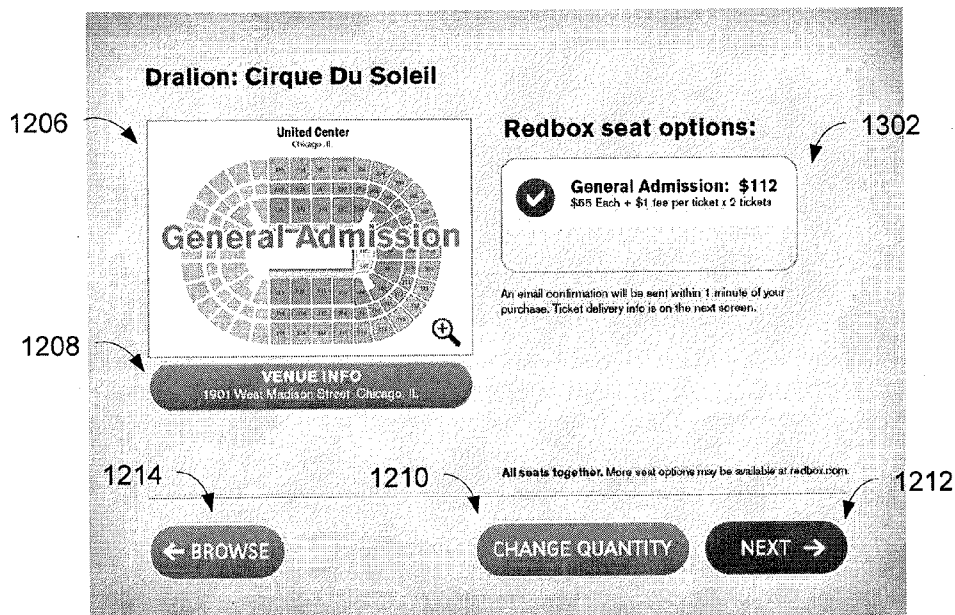 Dralion: Cirque Du Soleil
1206
United Center
Chicago, IL
General Admission
Redbox seat options:
1302
General Admission: $112
$55 Each + $1 fee per ticket x 2 tickets
An email confirmation will be sent within 1 minute of your
purchase. Ticket delivery info is on the next screen.
1208
VENUE INFO
1901 West Madison Street, Chicago, IL
All seats together. More seat options may be available at redbox.com
1214
1210
1212
← BROWSE
CHANGE QUANTITY
NEXT →